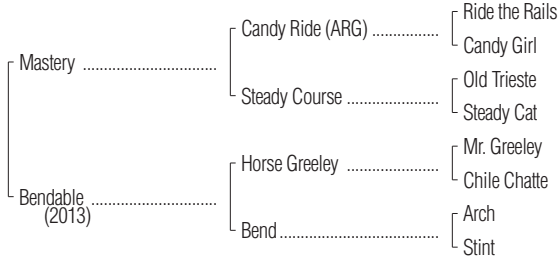 Mastery
Bendable
(2013)
Candy Ride (ARG)
Steady Course
Horse Greeley
Bend
Ride the Rails
Candy Girl
Old Trieste
Steady Cat
Mr. Greeley
Chile Chatte
Arch
Stint